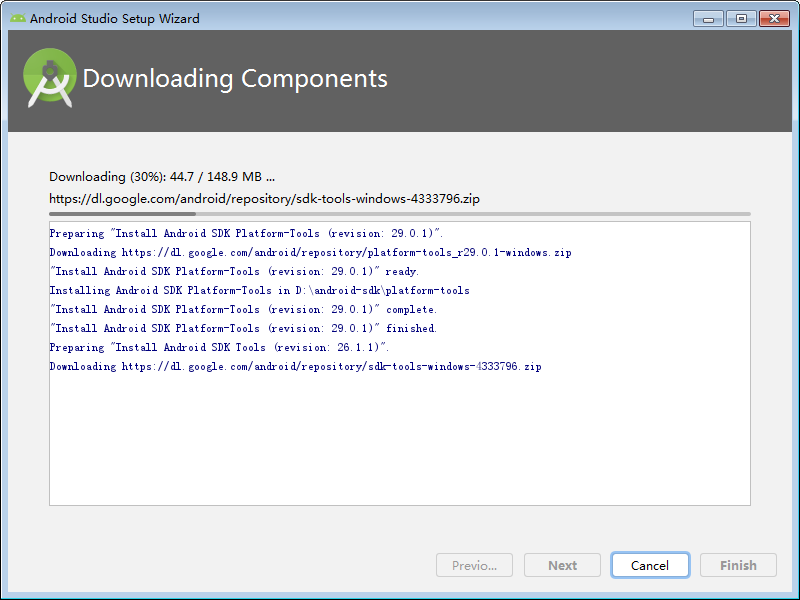 Android Studio Setup Wizard
Downloading Components
Downloading (30%): 44.7 / 148.9 MB ...
https://dl.google.com/android/repository/sdk-tools-windows-4333796.zip
Preparing "Install Android SDK Platform-Tools (revision: 29.0.1)".
Downloading https://dl.google.com/android/repository/platform-tools_r29.0.1-windows.zip
"Install Android SDK Platform-Tools (revision: 29.0.1)" ready.
Installing Android SDK Platform-Tools in D:\android-sdk\platform-tools
"Install Android SDK Platform-Tools (revision: 29.0.1)" complete.
"Install Android SDK Platform-Tools (revision: 29.0.1)" finished.
Preparing "Install Android SDK Tools (revision: 26.1.1)".
Downloading https://dl.google.com/android/repository/sdk-tools-windows-4333796.zip
Previo... Next Cancel Finish